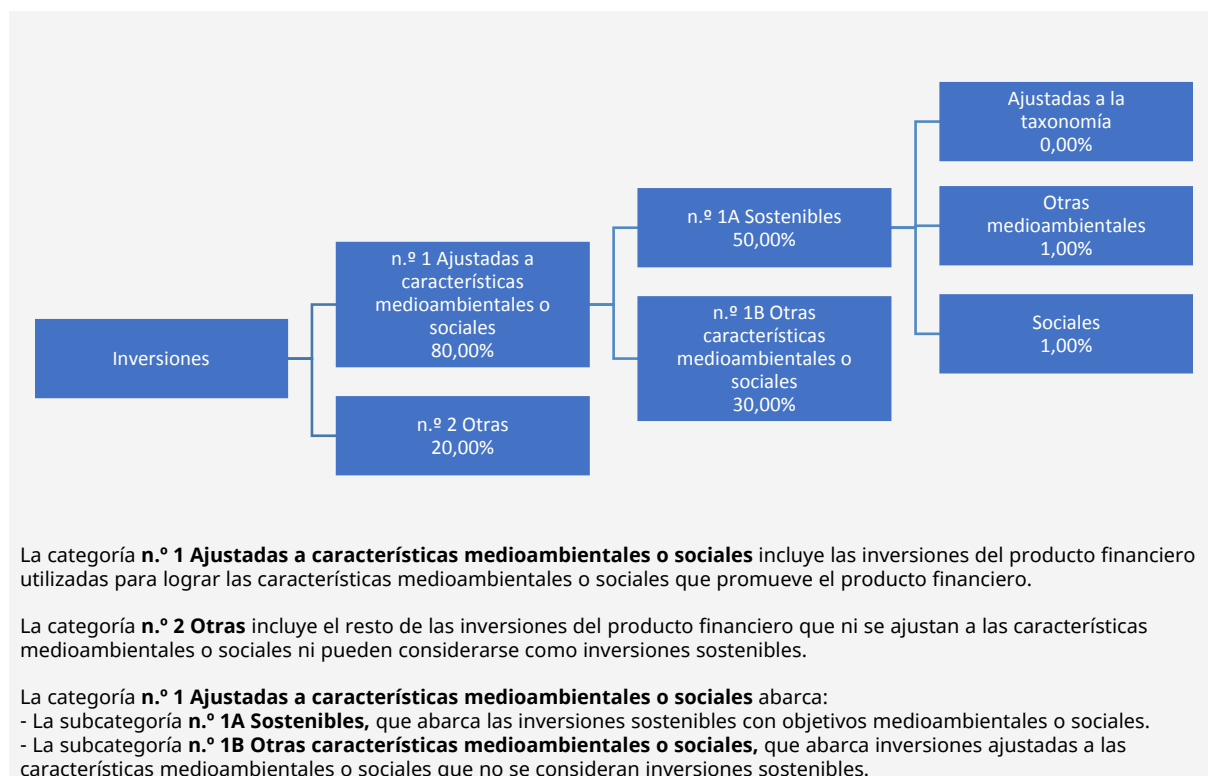 Inversiones
n.º 1 Ajustadas a
características
medioambientales o
sociales
80,00%
n.º 2 Otras
20,00%
n.º 1A Sostenibles
50,00%
n.º 1B Otras
características
medioambientales o
sociales
30,00%
Ajustadas a la
taxonomía
0,00%
Otras
medioambientales
1,00%
Sociales
1,00%
La categoría n.º 1 Ajustadas a características medioambientales o sociales incluye las inversiones del producto financiero
utilizadas para lograr las características medioambientales o sociales que promueve el producto financiero.
La categoría n.º 2 Otras incluye el resto de las inversiones del producto financiero que ni se ajustan a las características
medioambientales o sociales ni pueden considerarse como inversiones sostenibles.
La categoría n.º 1 Ajustadas a características medioambientales o sociales abarca:
- La subcategoría n.º 1A Sostenibles, que abarca las inversiones sostenibles con objetivos medioambientales o sociales.
- La subcategoría n.º 1B Otras características medioambientales o sociales, que abarca inversiones ajustadas a las
características medioambientales o sociales que no se consideran inversiones sostenibles.